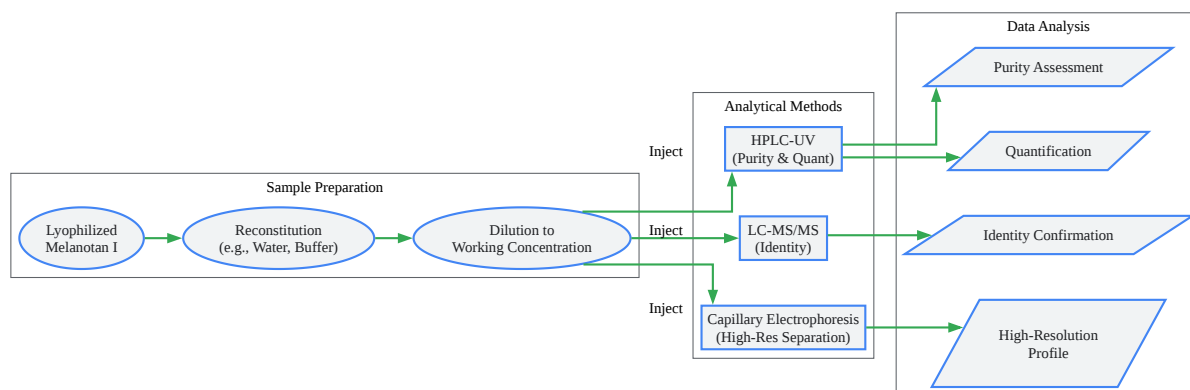 Sample Preparation
Lyophilized
Melanotan I
Reconstitution
(e.g., Water, Buffer)
Dilution to
Working Concentration
Inject
Inject
Inject
Analytical Methods
HPLC-UV
(Purity & Quant)
LC-MS/MS
(Identity)
Capillary Electrophoresis
(High-Res Separation)
Data Analysis
Purity Assessment
Quantification
Identity Confirmation
High-Resolution
Profile